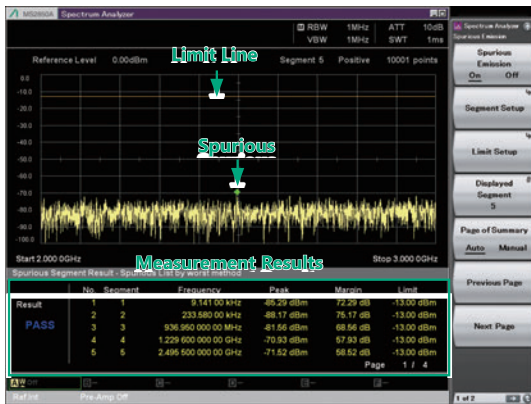 MS2850A Spectrum Analyzer
RBW 1MHz ATT 10dB
VBW 1MHz SWT 1ms
Reference Level 0.00dBm Segment 5 Positive 10001 points
Limit Line
0.0
-10.0
-20.0
-30.0
-40.0
-50.0
-60.0
-70.0
-80.0
-90.0
-100.0
Spurious
Start 2.000 0GHz Stop 3.000 0GHz
Measurement Results
Spurious Segment Result - Spurious List by worst method
No. Segment Frequency Peak Margin Limit
Result 1 1 9.141 00 kHz -85.29 dBm 72.29 dB -13.00 dBm
PASS 2 2 233.580 00 kHz -88.17 dBm 75.17 dB -13.00 dBm
3 3 936.950 000 00 MHz -81.56 dBm 68.56 dB -13.00 dBm
4 4 1.229 600 000 00 GHz -70.93 dBm 57.93 dB -13.00 dBm
5 5 2.495 500 000 00 GHz -71.52 dBm 58.52 dB -13.00 dBm
Page 1 / 4
Off
Ref.Int Pre-Amp Off
Spectrum Analyzer
Spurious Emission
Spurious
Emission
On Off
Segment Setup
Limit Setup
Displayed
Segment
5
Page of Summary
Auto Manual
Previous Page
Next Page
1 of 2